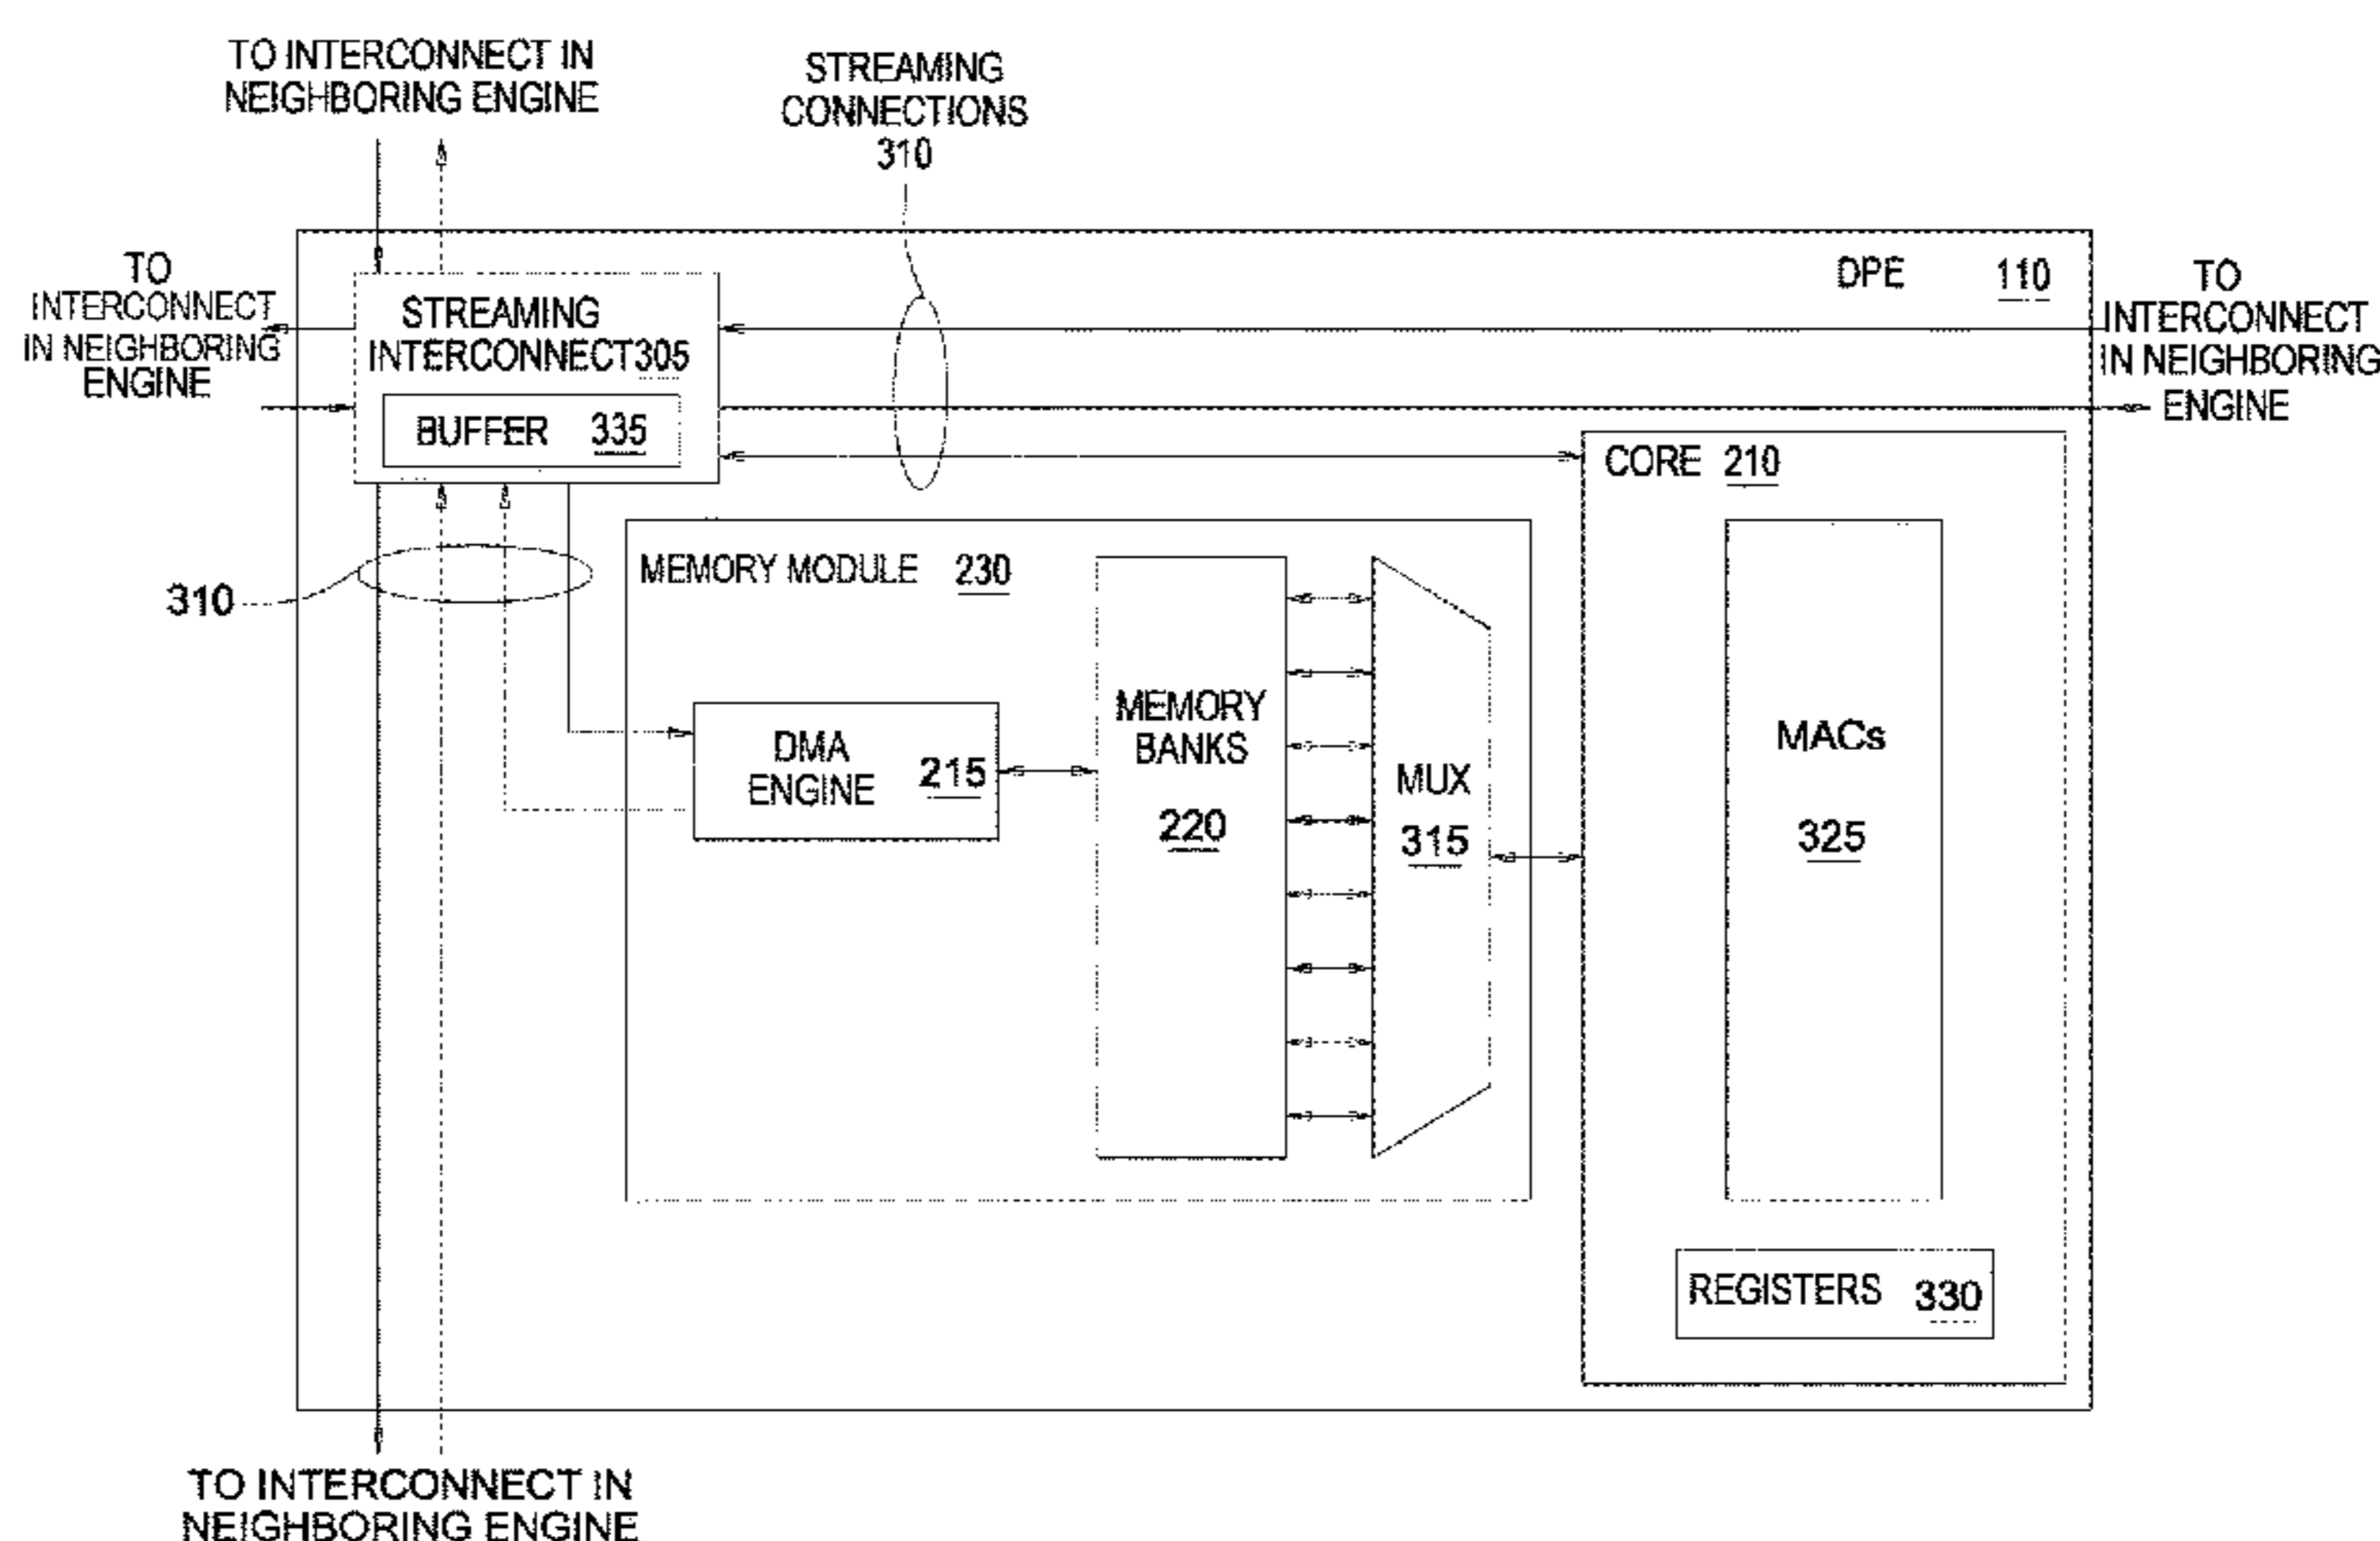 TO INTERCONNECT IN
NEIGHBORING ENGINE
STREAMING
CONNECTIONS
310
TO
INTERCONNECT
IN NEIGHBORING
ENGINE
STREAMING
INTERCONNECT 305
BUFFER 335
DPE 110
TO
INTERCONNECT
IN NEIGHBORING
ENGINE
CORE 210
310
MEMORY MODULE 230
DMA
ENGINE 215
MEMORY
BANKS
220
MUX
315
MACs
325
REGISTERS 330
TO INTERCONNECT IN
NEIGHBORING ENGINE